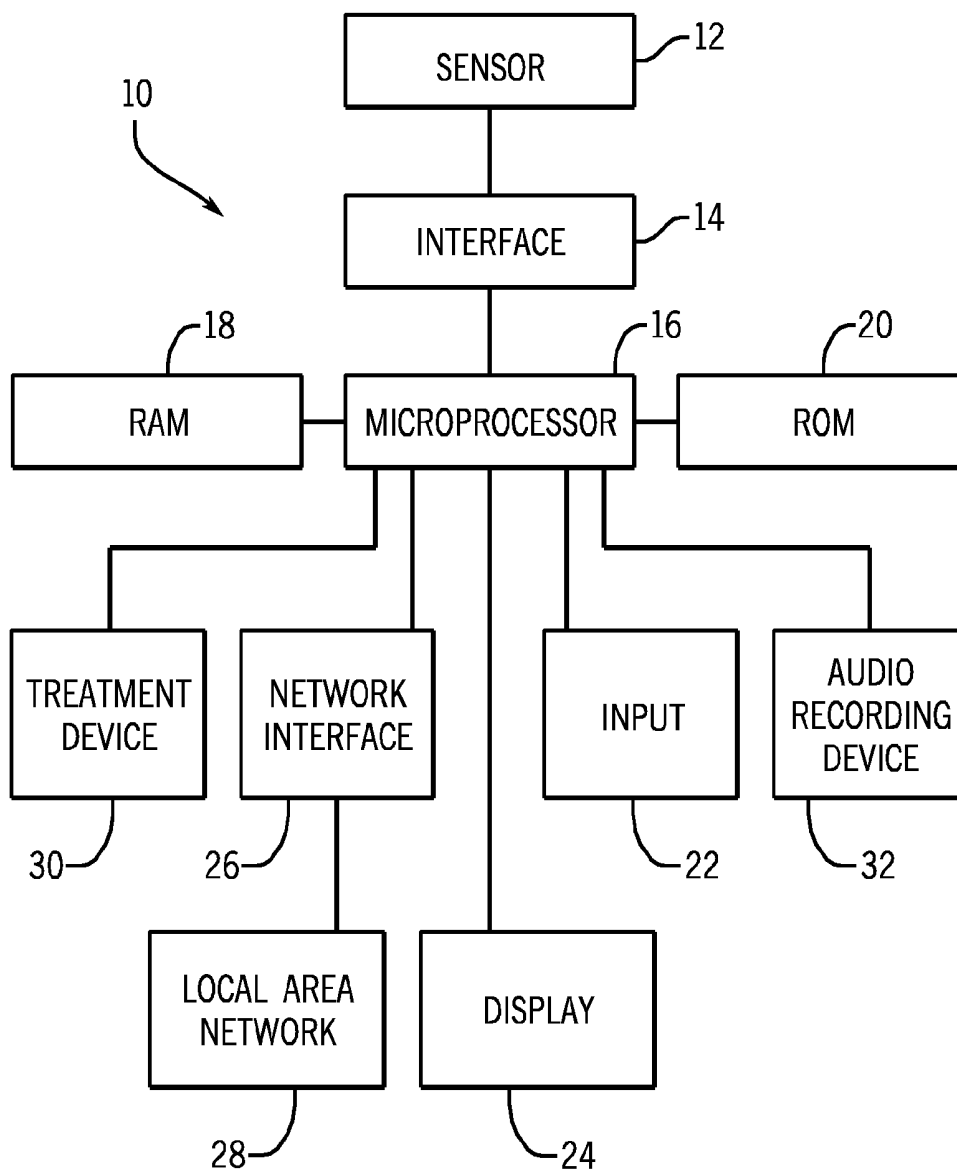 SENSOR
12
10
INTERFACE
14
18
16
20
RAM
MICROPROCESSOR
ROM
TREATMENT
DEVICE
NETWORK
INTERFACE
INPUT
AUDIO
RECORDING
DEVICE
30
26
22
32
LOCAL AREA
NETWORK
DISPLAY
28
24